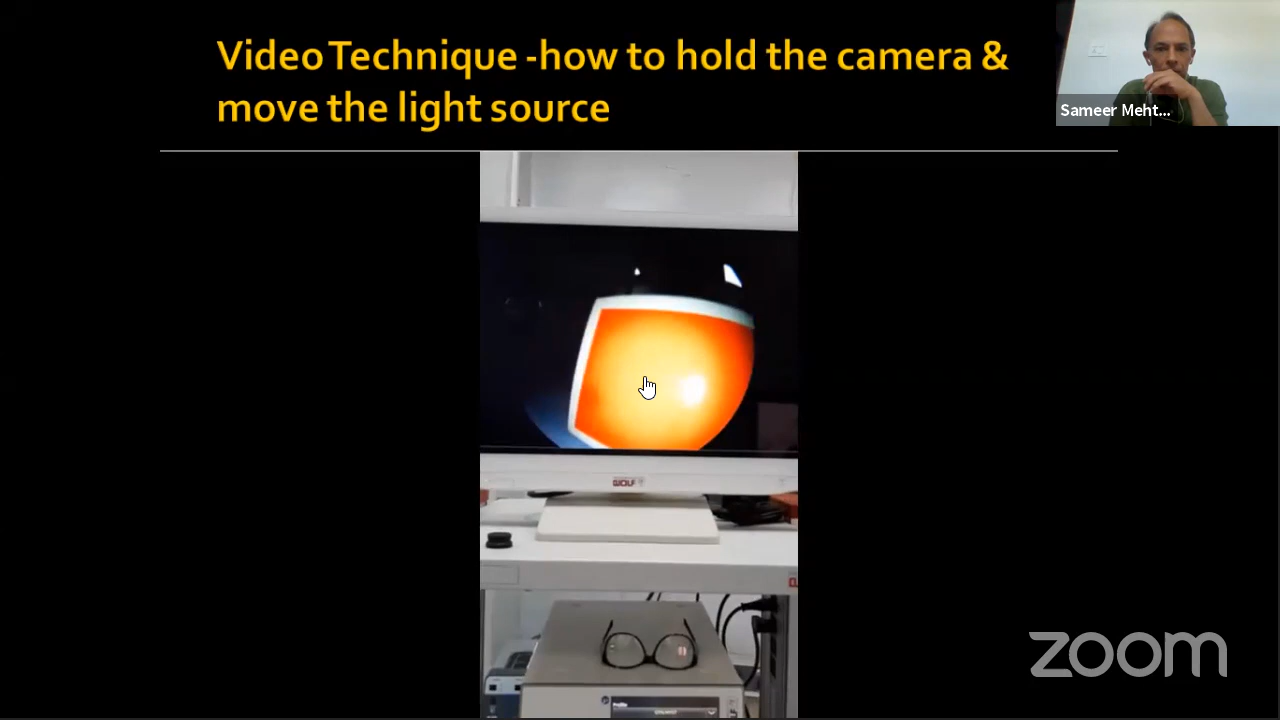 Video Technique -how to hold the camera &
move the light source
Sameer Meht...
WOLF
zoom